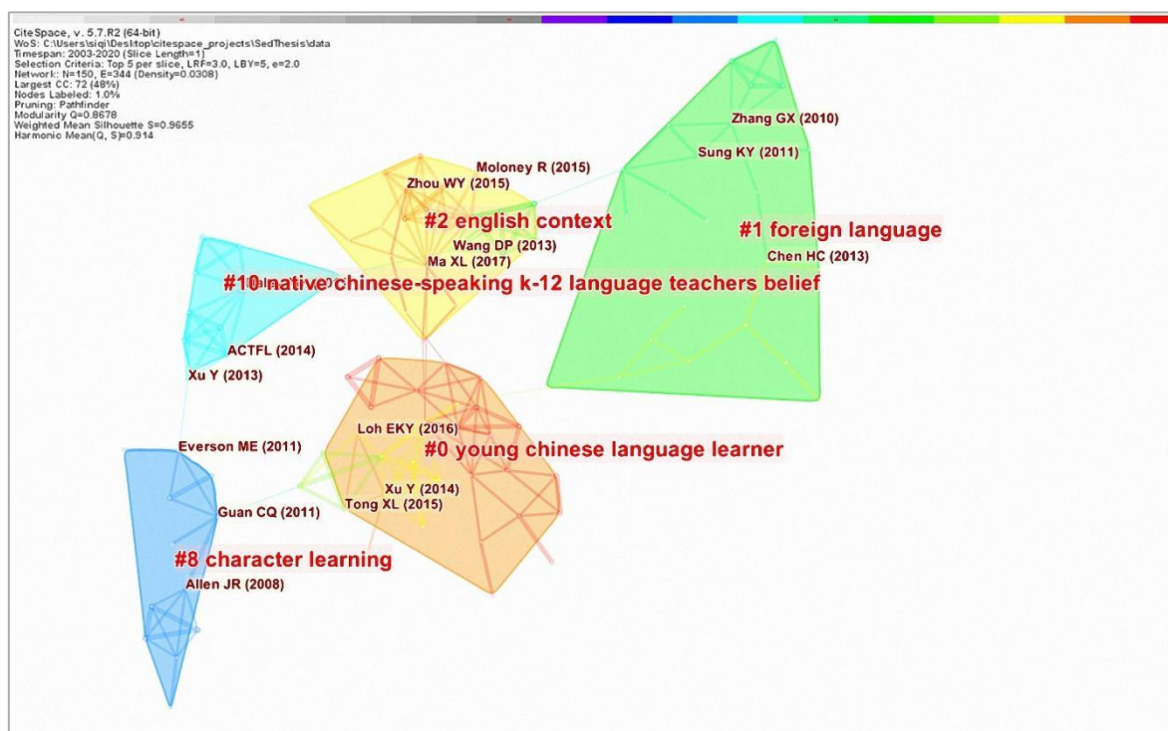 CiteSpace, v. 5.7.R2 (64-bit)
WoS: C:\Users\siqi\Desktop\citespace_projects\SedThesis\data
Timespan: 2003-2020 (Slice Length=1)
Selection Criteria: Top 5 per slice, LRF=3.0, LBY=5, e=2.0
Network: N=150, E=344 (Density=0.0308)
Largest CC: 72 (48%)
Nodes Labeled: 1.0%
Pruning: Pathfinder
Modularity Q=0.8678
Weighted Mean Silhouette S=0.9655
Harmonic Mean(Q, S)=0.914
Zhang GX (2010)
Sung KY (2011)
Moloney R (2015)
Zhou WY (2015)
#2 english context
#1 foreign language
Wang DP (2013)
Chen HC (2013)
Ma XL (2017)
#10 native chinese-speaking k-12 language teachers belief
ACTFL (2014)
Xu Y (2013)
Loh EKY (2016)
Everson ME (2011)
#0 young chinese language learner
Xu Y (2014)
Tong XL (2015)
Guan CQ (2011)
#8 character learning
Allen JR (2008)